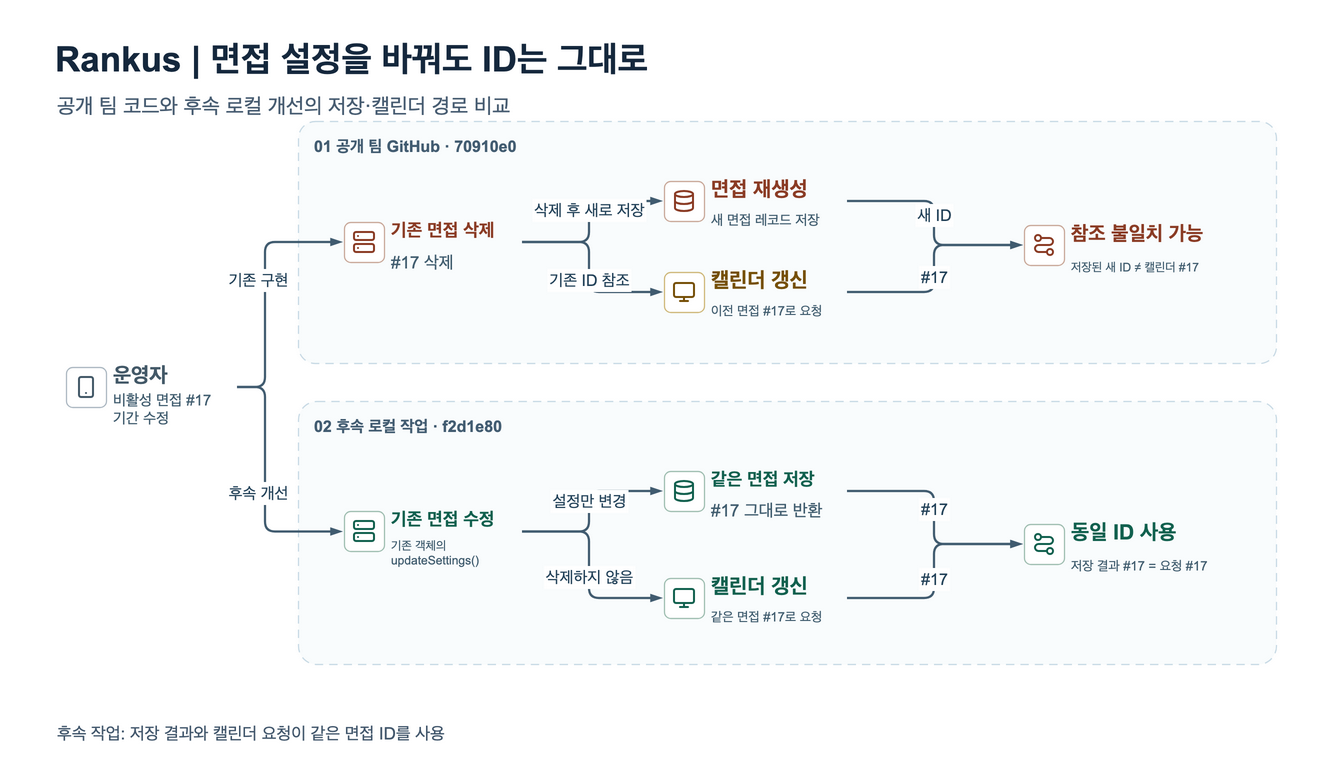 Rankus | 면접 설정을 바꿔도 ID는 그대로
공개 팀 코드와 후속 로컬 개선의 저장·캘린더 경로 비교
01 공개 팀 GitHub · 70910e0
기존 구현
기존 면접 삭제
#17 삭제
삭제 후 새로 저장
기존 ID 참조
면접 재생성
새 면접 레코드 저장
캘린더 갱신
이전 면접 #17로 요청
새 ID
#17
참조 불일치 가능
저장된 새 ID ≠ 캘린더 #17
운영자
비활성 면접 #17
기간 수정
02 후속 로컬 작업 · f2d1e80
후속 개선
기존 면접 수정
기존 객체의
updateSettings()
설정만 변경
삭제하지 않음
같은 면접 저장
#17 그대로 반환
캘린더 갱신
같은 면접 #17로 요청
#17
#17
동일 ID 사용
저장 결과 #17 = 요청 #17
후속 작업: 저장 결과와 캘린더 요청이 같은 면접 ID를 사용